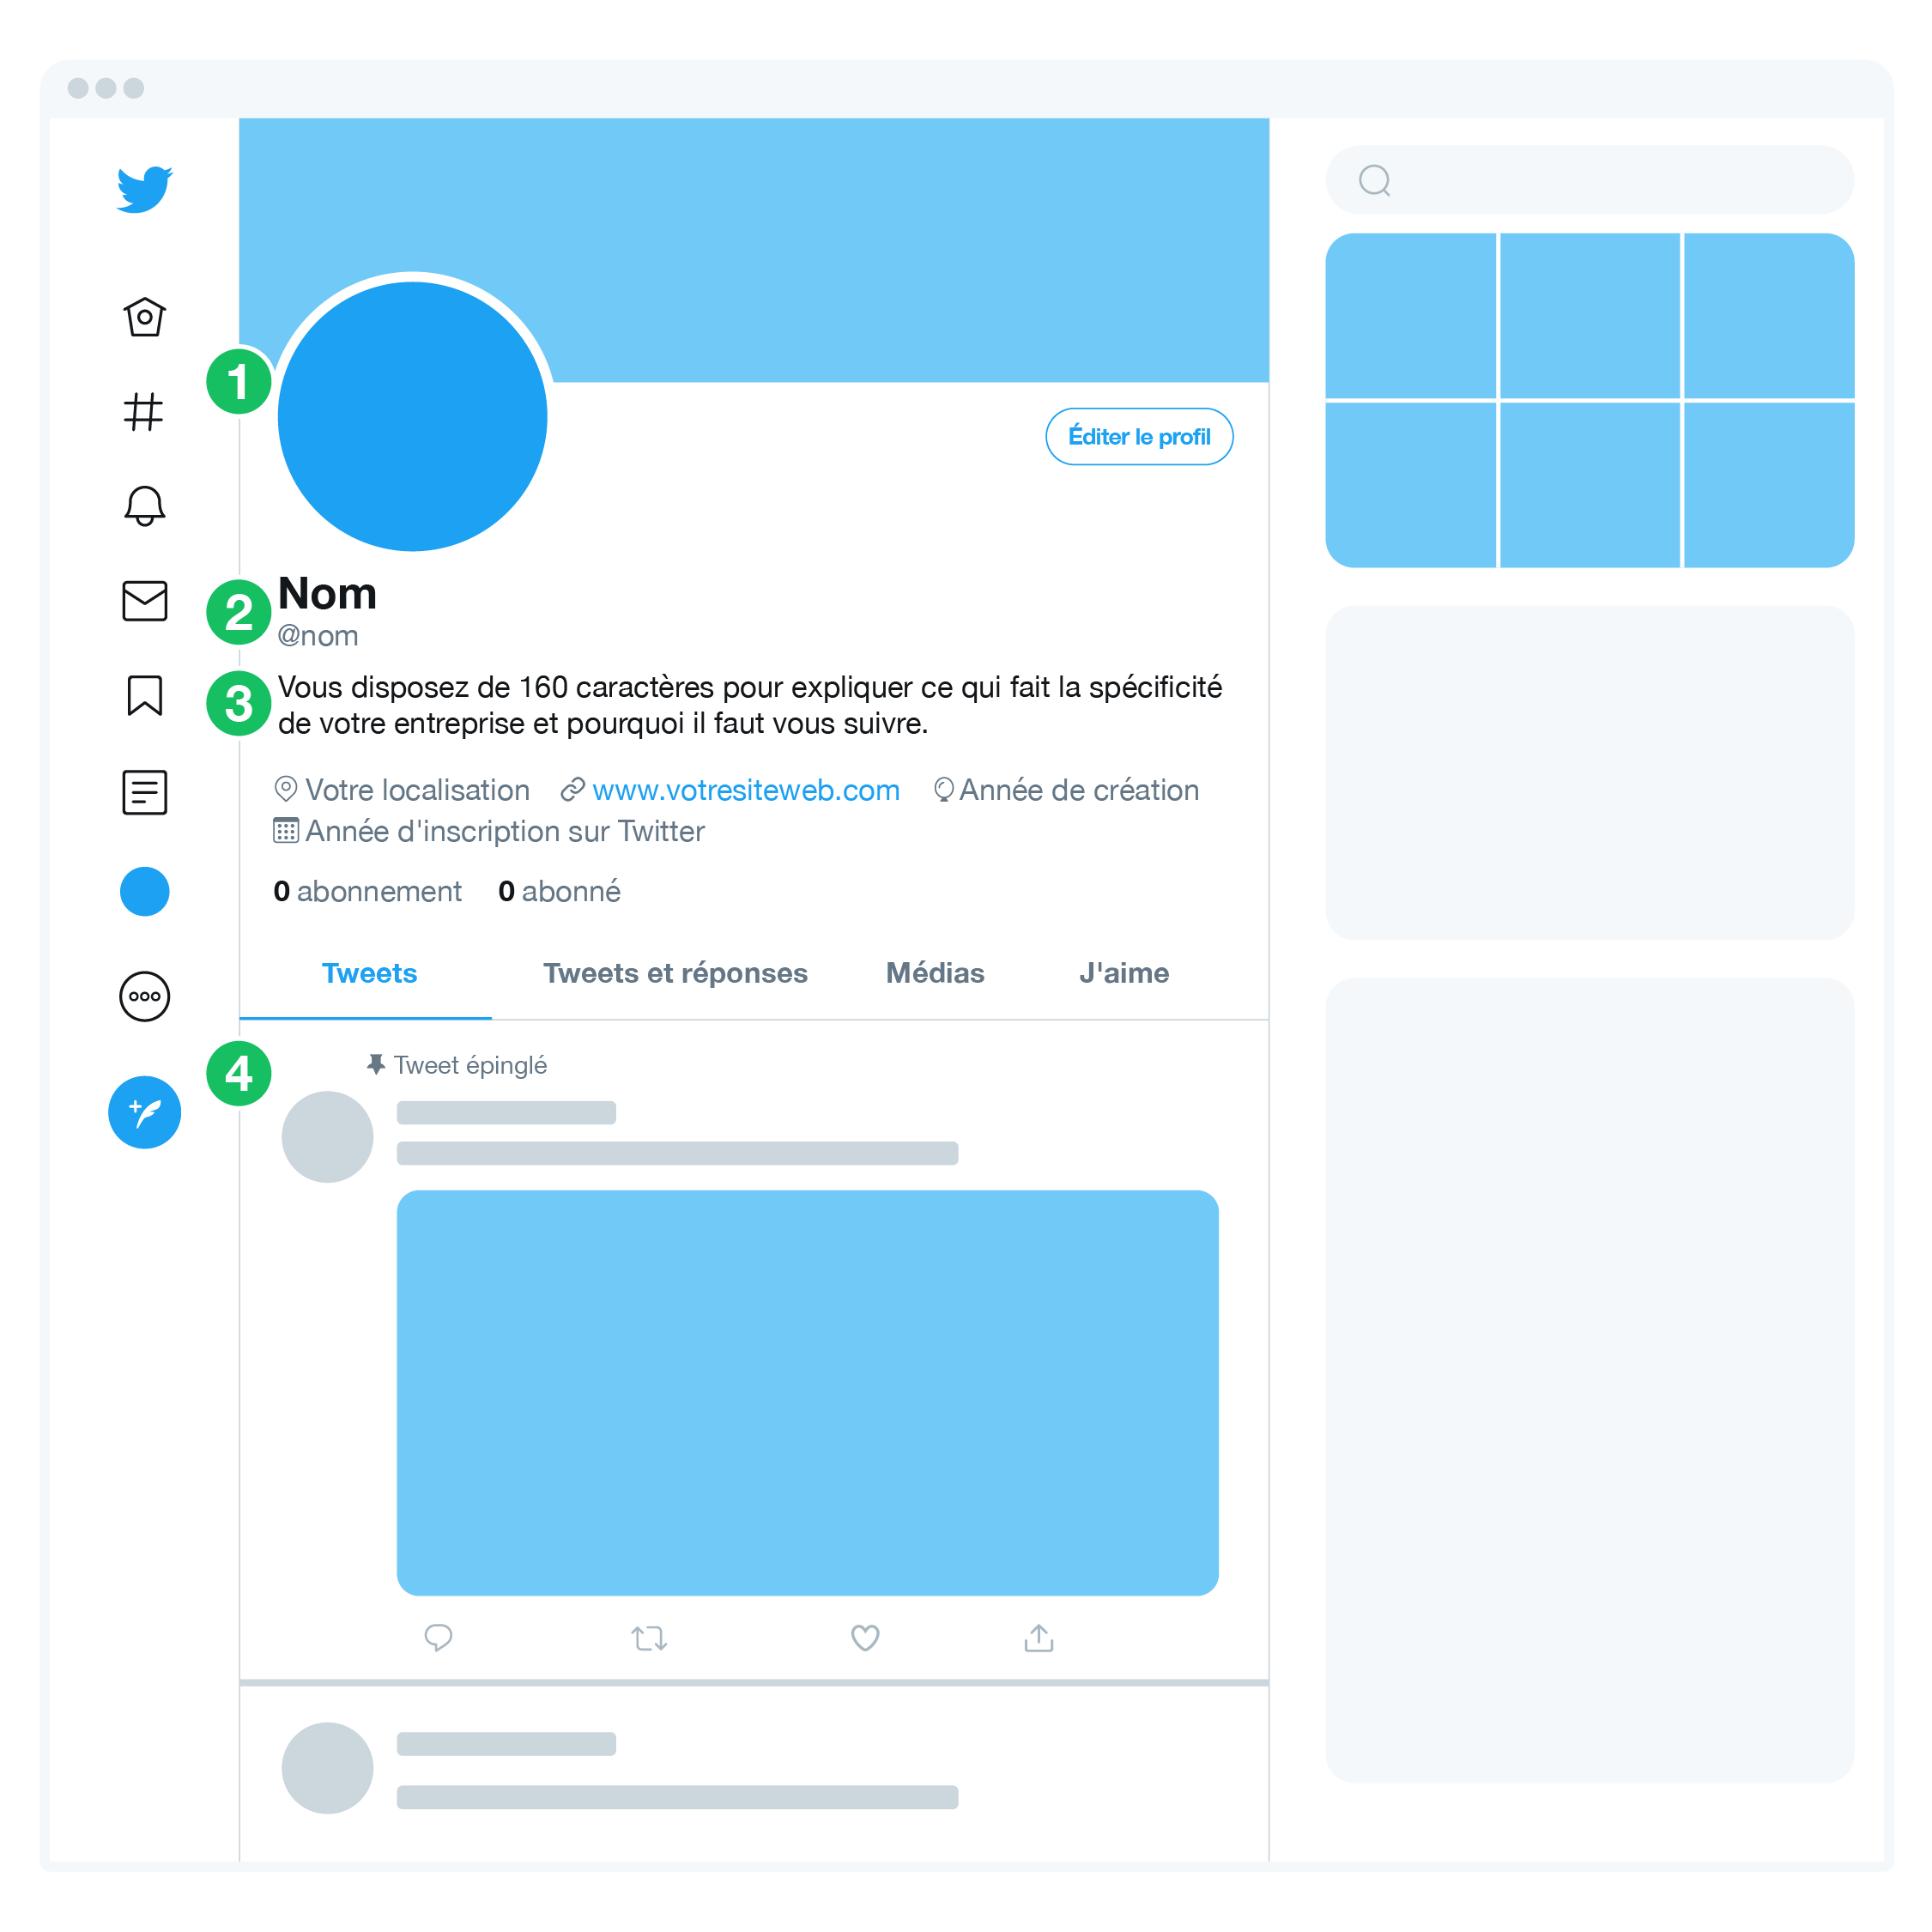 1
Éditer le profil
2
Nom
@nom
3
Vous disposez de 160 caractères pour expliquer ce qui fait la spécificité
de votre entreprise et pourquoi il faut vous suivre.
Votre localisation www.votresiteweb.com Année de création
Année d'inscription sur Twitter
0 abonnement 0 abonné
Tweets Tweets et réponses Médias J'aime
4
Tweet épinglé